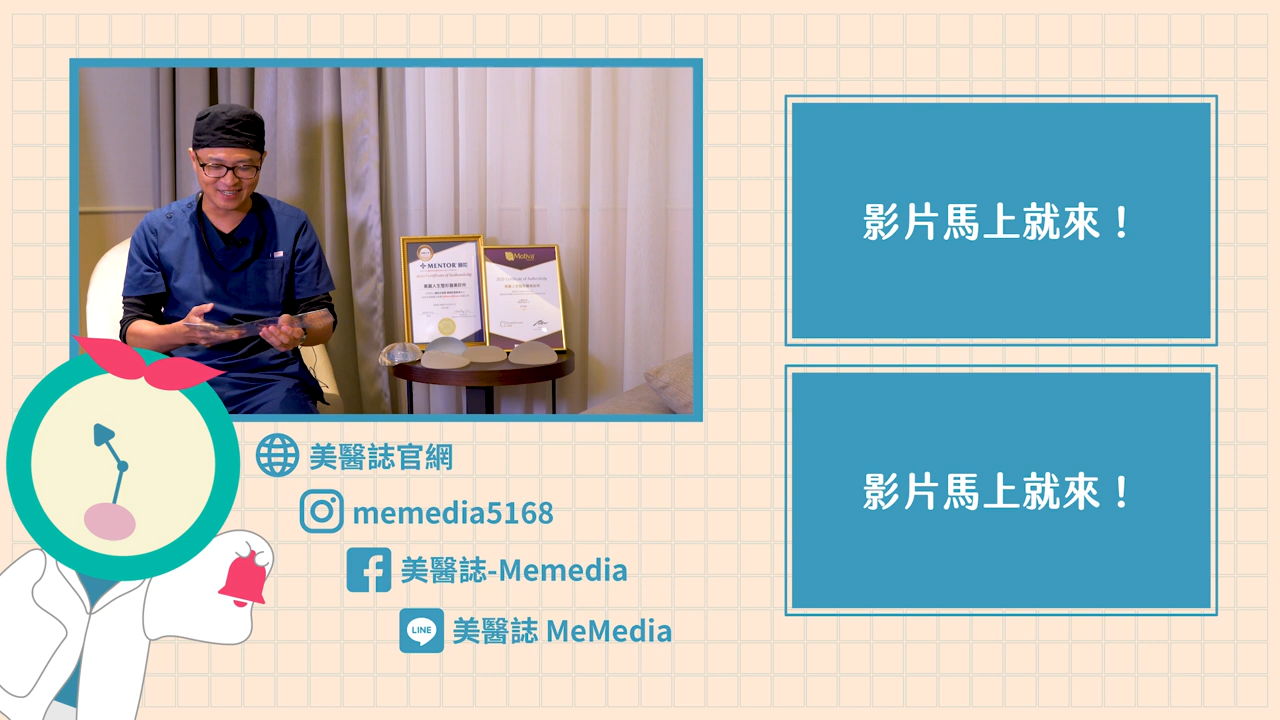 MENTOR
Motiva
影片馬上就來！
影片馬上就來！
美醫誌官網
memedia5168
美醫誌-Memedia
LINE
美醫誌 MeMedia